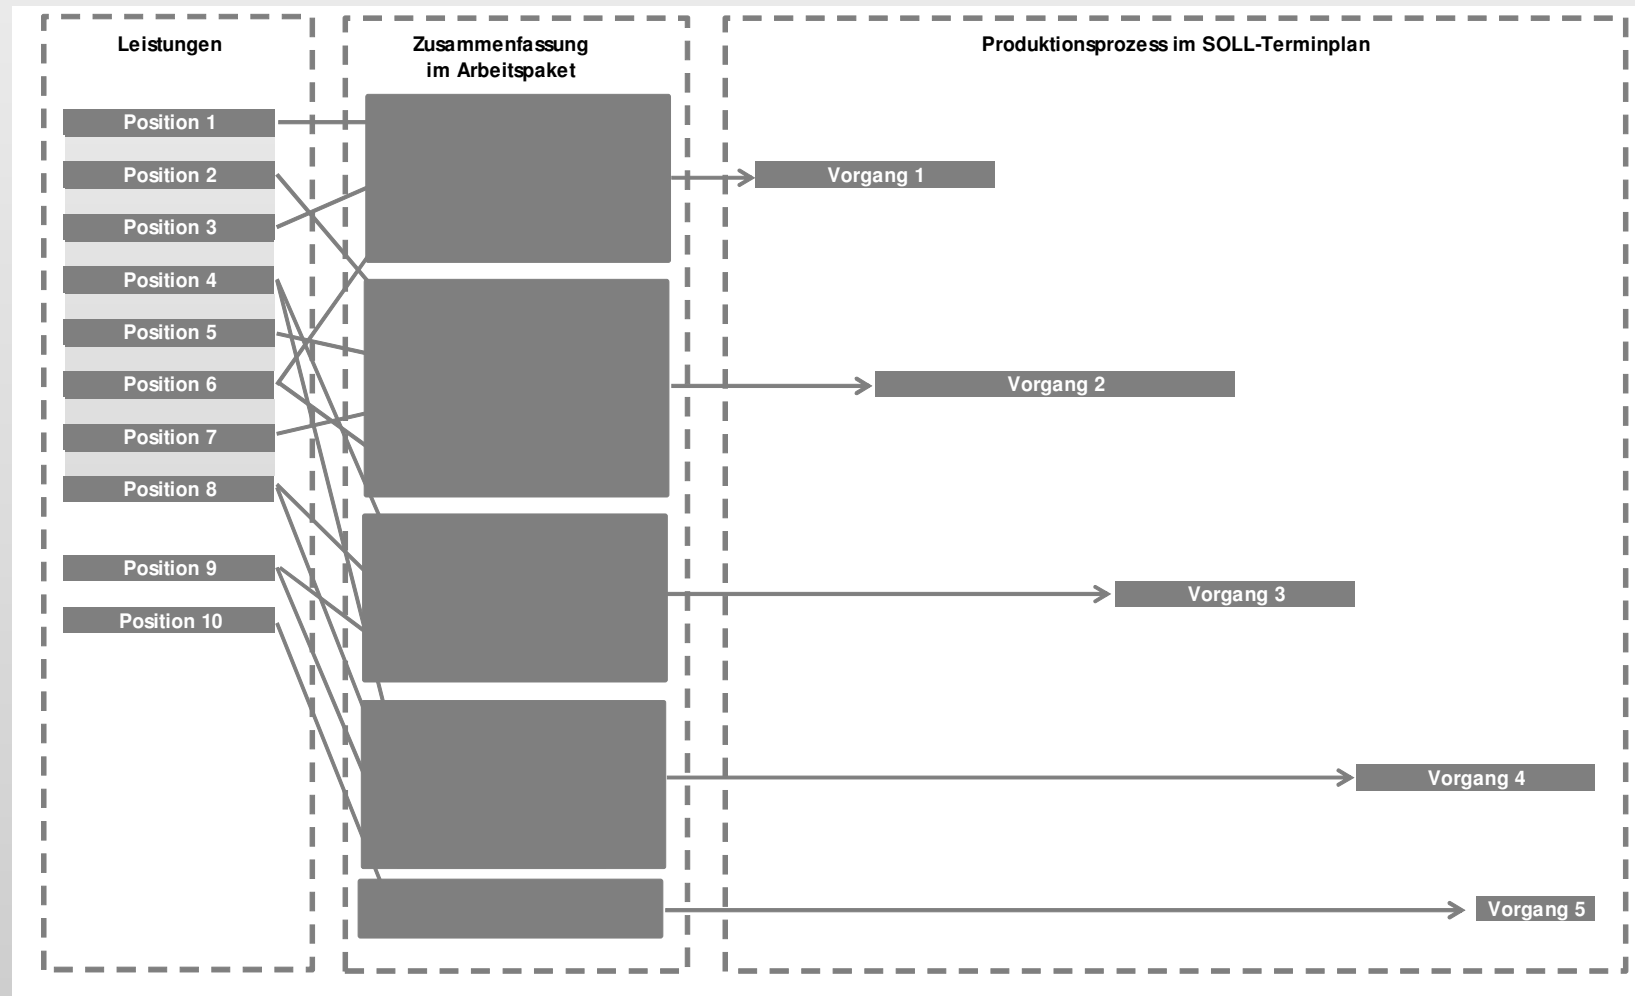 Leistungen
Zusammenfassung
im Arbeitspaket
Produktionsprozess im SOLL-Terminplan
Position 1
Position 2
Position 3
Position 4
Position 5
Position 6
Position 7
Position 8
Position 9
Position 10
Vorgang 1
Vorgang 2
Vorgang 3
Vorgang 4
Vorgang 5